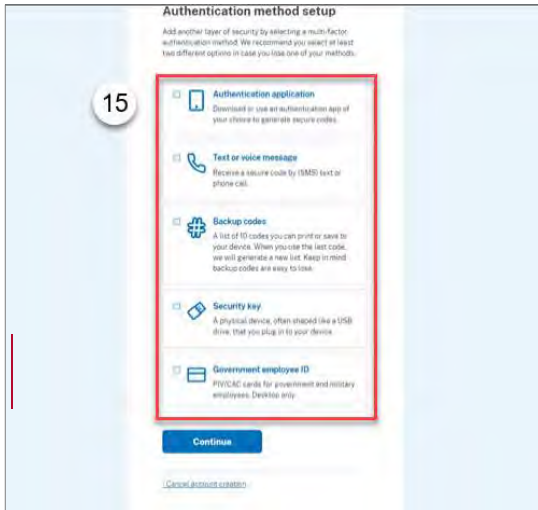 Authentication method setup
Add another layer of security by selecting a multi-factor
authentication method. We recommend you select at least
two different options in case you lose one of your methods.
15
Authentication application
Download or use an authentication app of
your choice to generate secure codes.
Text or voice message
Receive a secure code by (SMS) text or
phone call.
Backup codes
A list of 10 codes you can print or save to
your device. When you use the last code,
we will generate a new list. Keep in mind
backup codes are easy to lose.
Security key
A physical device, often shaped like a USB
drive, that you plug in to your device.
Government employee ID
PIV/CAC cards for government and military
employees. Desktop only.
Continue
Cancel account creation